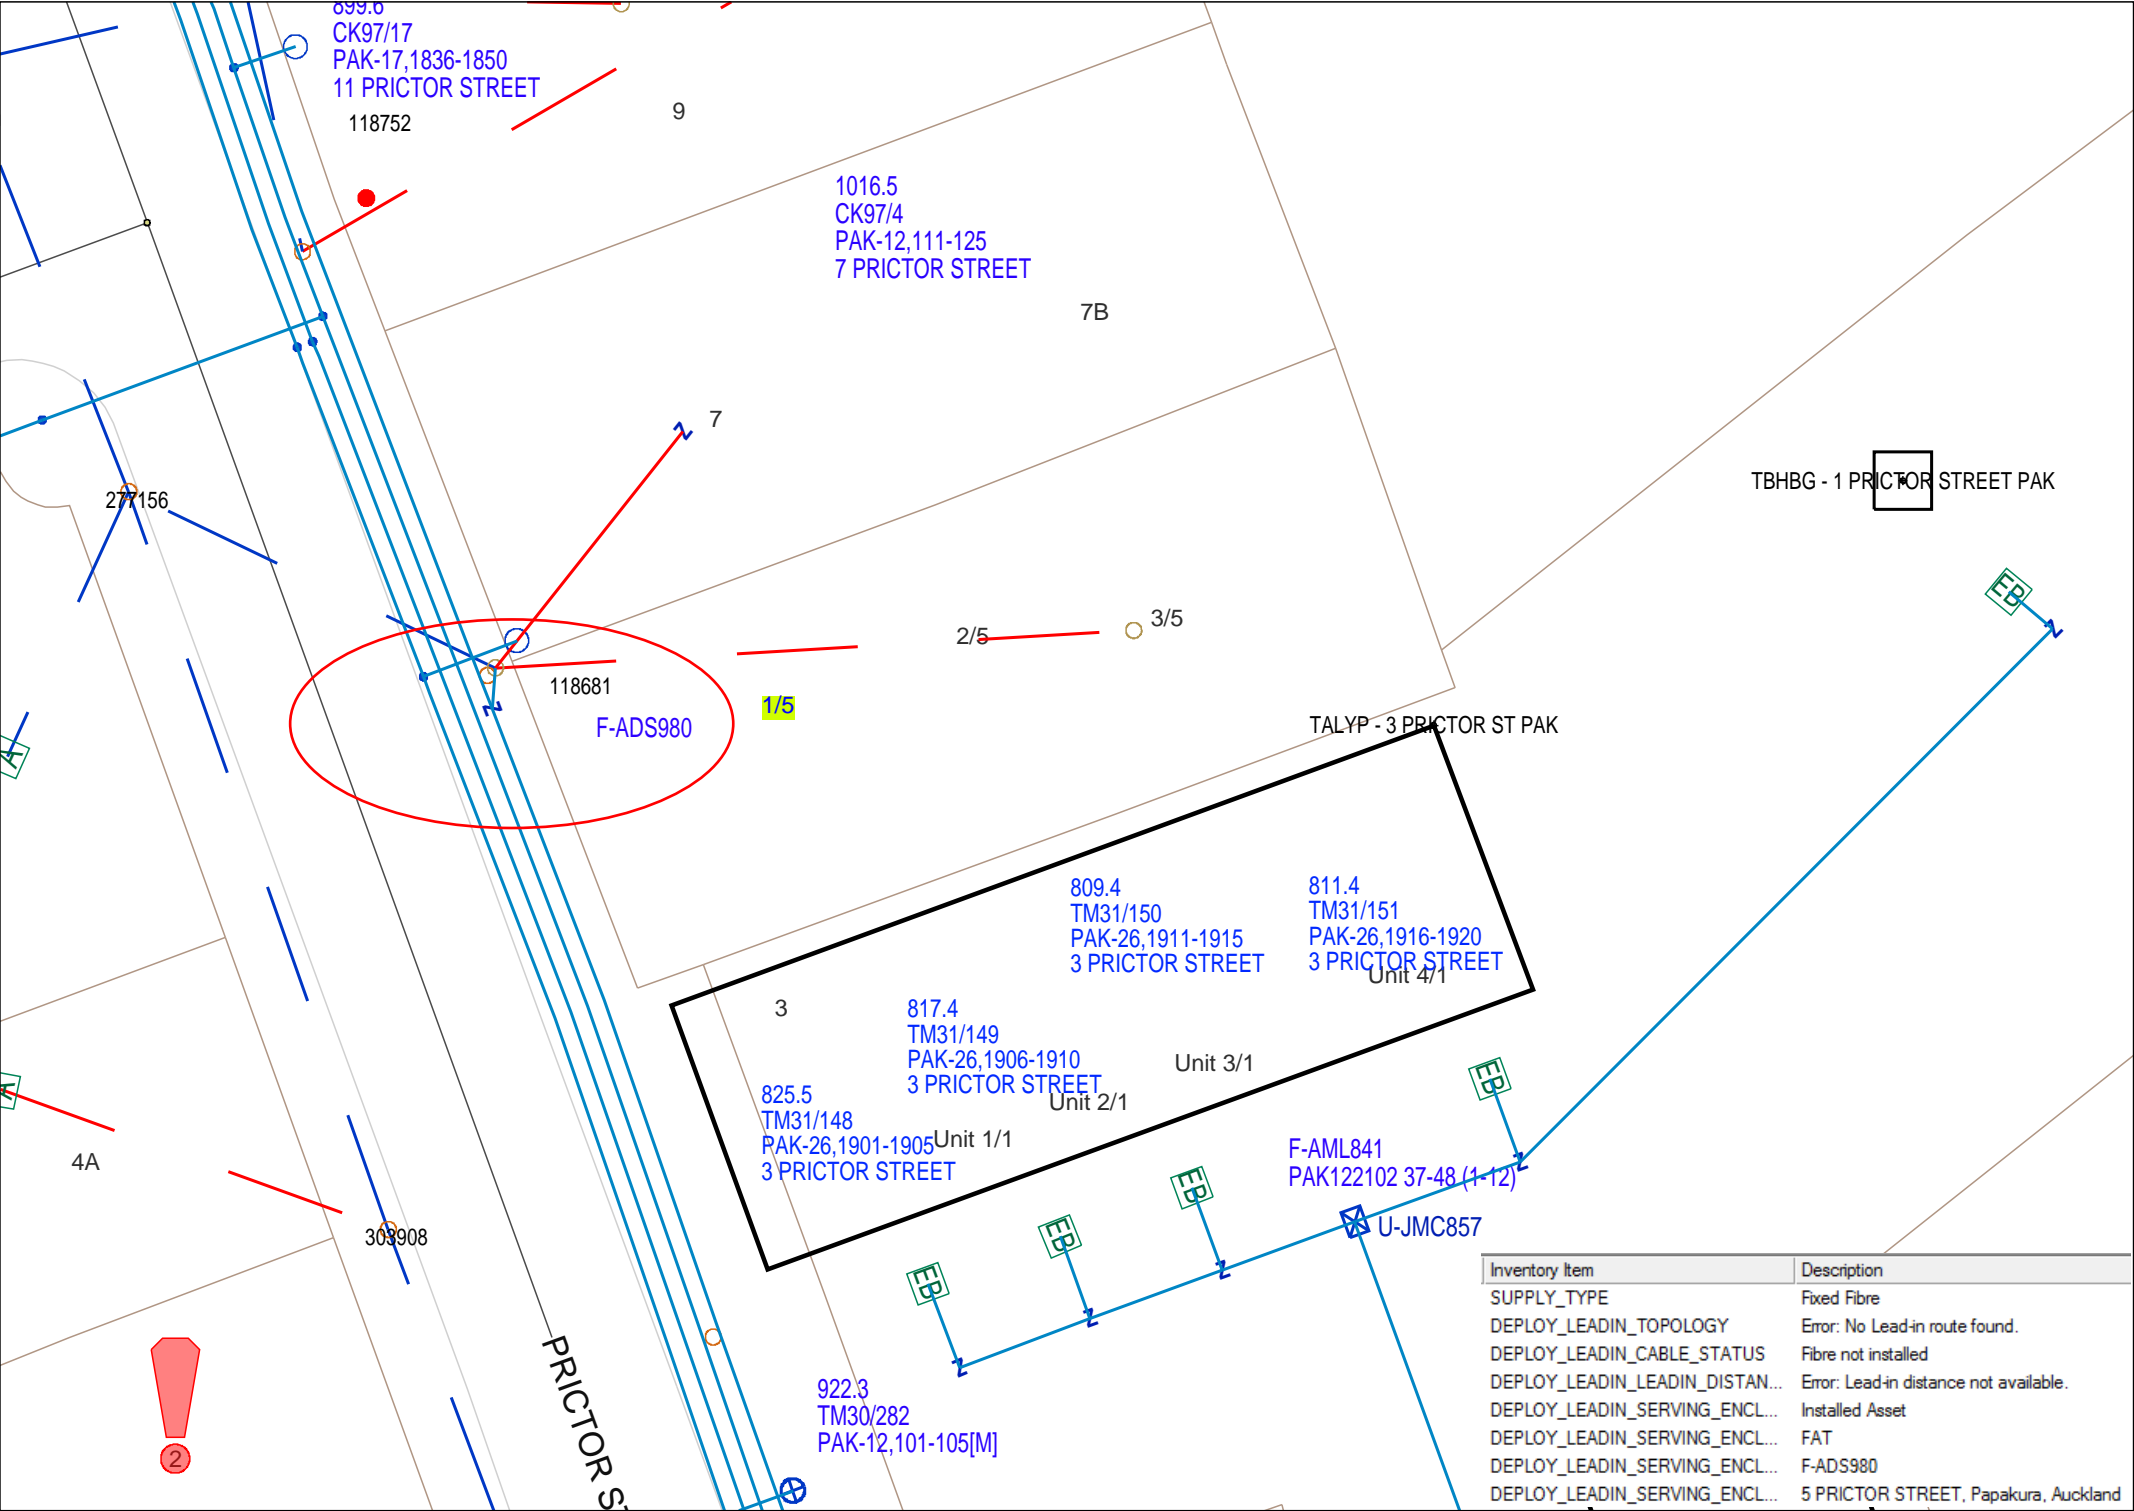 899.6
CK97/17
PAK-17,1836-1850
11 PRICTOR STREET
118752
9
1016.5
CK97/4
PAK-12,111-125
7 PRICTOR STREET
7B
7
277156
TBHBG - 1 PRICTOR STREET PAK
EB
2/5
3/5
118681
1/5
F-ADS980
TALYP - 3 PRICTOR ST PAK
A
809.4
TM31/150
PAK-26,1911-1915
3 PRICTOR STREET
811.4
TM31/151
PAK-26,1916-1920
3 PRICTOR STREET
Unit 4/1
3
817.4
TM31/149
PAK-26,1906-1910
3 PRICTOR STREET
Unit 3/1
Unit 2/1
825.5
TM31/148
PAK-26,1901-1905
3 PRICTOR STREET
Unit 1/1
A
4A
EB
F-AML841
PAK122102 37-48 (1-12)
EB
EB
EB
U-JMC857
303908
2
PRICTOR ST
922.3
TM30/282
PAK-12,101-105[M]
Inventory Item Description
SUPPLY_TYPE Fixed Fibre
DEPLOY_LEADIN_TOPOLOGY Error: No Lead-in route found.
DEPLOY_LEADIN_CABLE_STATUS Fibre not installed
DEPLOY_LEADIN_LEADIN_DISTAN... Error: Lead-in distance not available.
DEPLOY_LEADIN_SERVING_ENCL... Installed Asset
DEPLOY_LEADIN_SERVING_ENCL... FAT
DEPLOY_LEADIN_SERVING_ENCL... F-ADS980
DEPLOY_LEADIN_SERVING_ENCL... 5 PRICTOR STREET, Papakura, Auckland